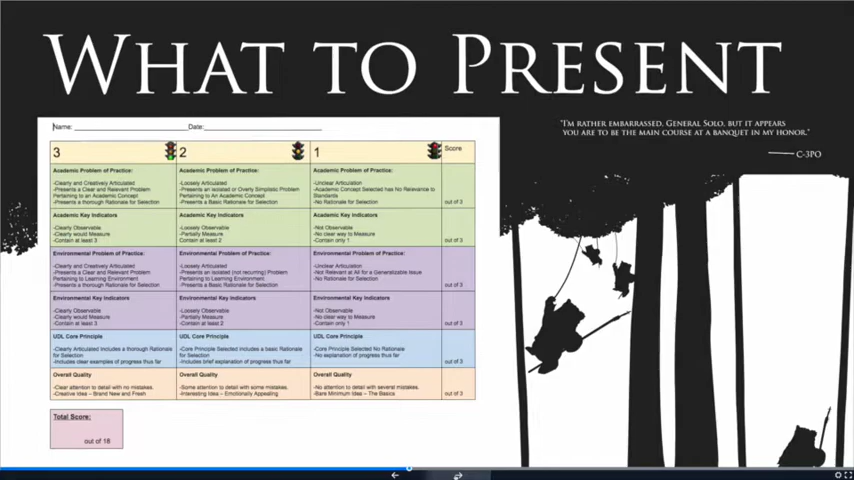 WHAT TO PRESENT
"I'M RATHER EMBARRASSED, GENERAL SOLO, BUT IT APPEARS
YOU ARE TO BE THE MAIN COURSE AT A BANQUET IN MY HONOR."
C-3PO
Name: Date:
3 2 1 Score
Academic Problem of Practice: Academic Problem of Practice: Academic Problem of Practice:
-Clearly and Creatively Articulated -Loosely Articulated -Unclear Articulation
-Presents a Clear and Relevant Problem -Presents an Isolated or Overly Simplistic Problem -Academic Concept Selected has No Relevance to
Pertaining to an Academic Concept Pertaining to An Academic Concept Standards
-Presents a thorough Rationale for Selection -Presents a Basic Rationale for Selection -No Rationale for Selection out of 3
Academic Key Indicators Academic Key Indicators Academic Key Indicators
-Clearly Observable -Loosely Observable -Not Observable
-Clearly would Measure -Partially Measure -No clear way to Measure
-Contain at least 3 Contain at least 2 -Contain only 1 out of 3
Environmental Problem of Practice: Environmental Problem of Practice: Environmental Problem of Practice:
-Clearly and Creatively Articulated -Loosely Articulated -Unclear Articulation
-Presents a Clear and Relevant Problem -Presents an isolated (not recurring) Problem -Not Relevant at All for a Generalizable Issue
Pertaining to Learning Environment Pertaining to Learning Environment -No Rationale for Selection
-Presents a thorough Rationale for Selection -Presents a Basic Rationale for Selection out of 3
Environmental Key Indicators Environmental Key Indicators Environmental Key Indicators
-Clearly Observable -Loosely Observable -Not Observable
-Clearly would Measure -Partially Measure -No clear way to Measure
-Contain at least 3 -Contain at least 2 -Contain only 1 out of 3
UDL Core Principle UDL Core Principle UDL Core Principle
-Clearly Articulated Includes a thorough Rationale -Core Principle Selected includes a basic Rationale -Core Principle Selected No Rationale
for Selection for Selection -No explanation of progress thus far
-Includes clear examples of progress thus far -Includes brief explanation of progress thus far out of 3
Overall Quality Overall Quality Overall Quality
-Clear attention to detail with no mistakes. -Some attention to detail with some mistakes. -No attention to detail with several mistakes.
-Creative Idea – Brand New and Fresh -Interesting Idea – Emotionally Appealing -Bare Minimum Idea – The Basics out of 3
Total Score:
out of 18